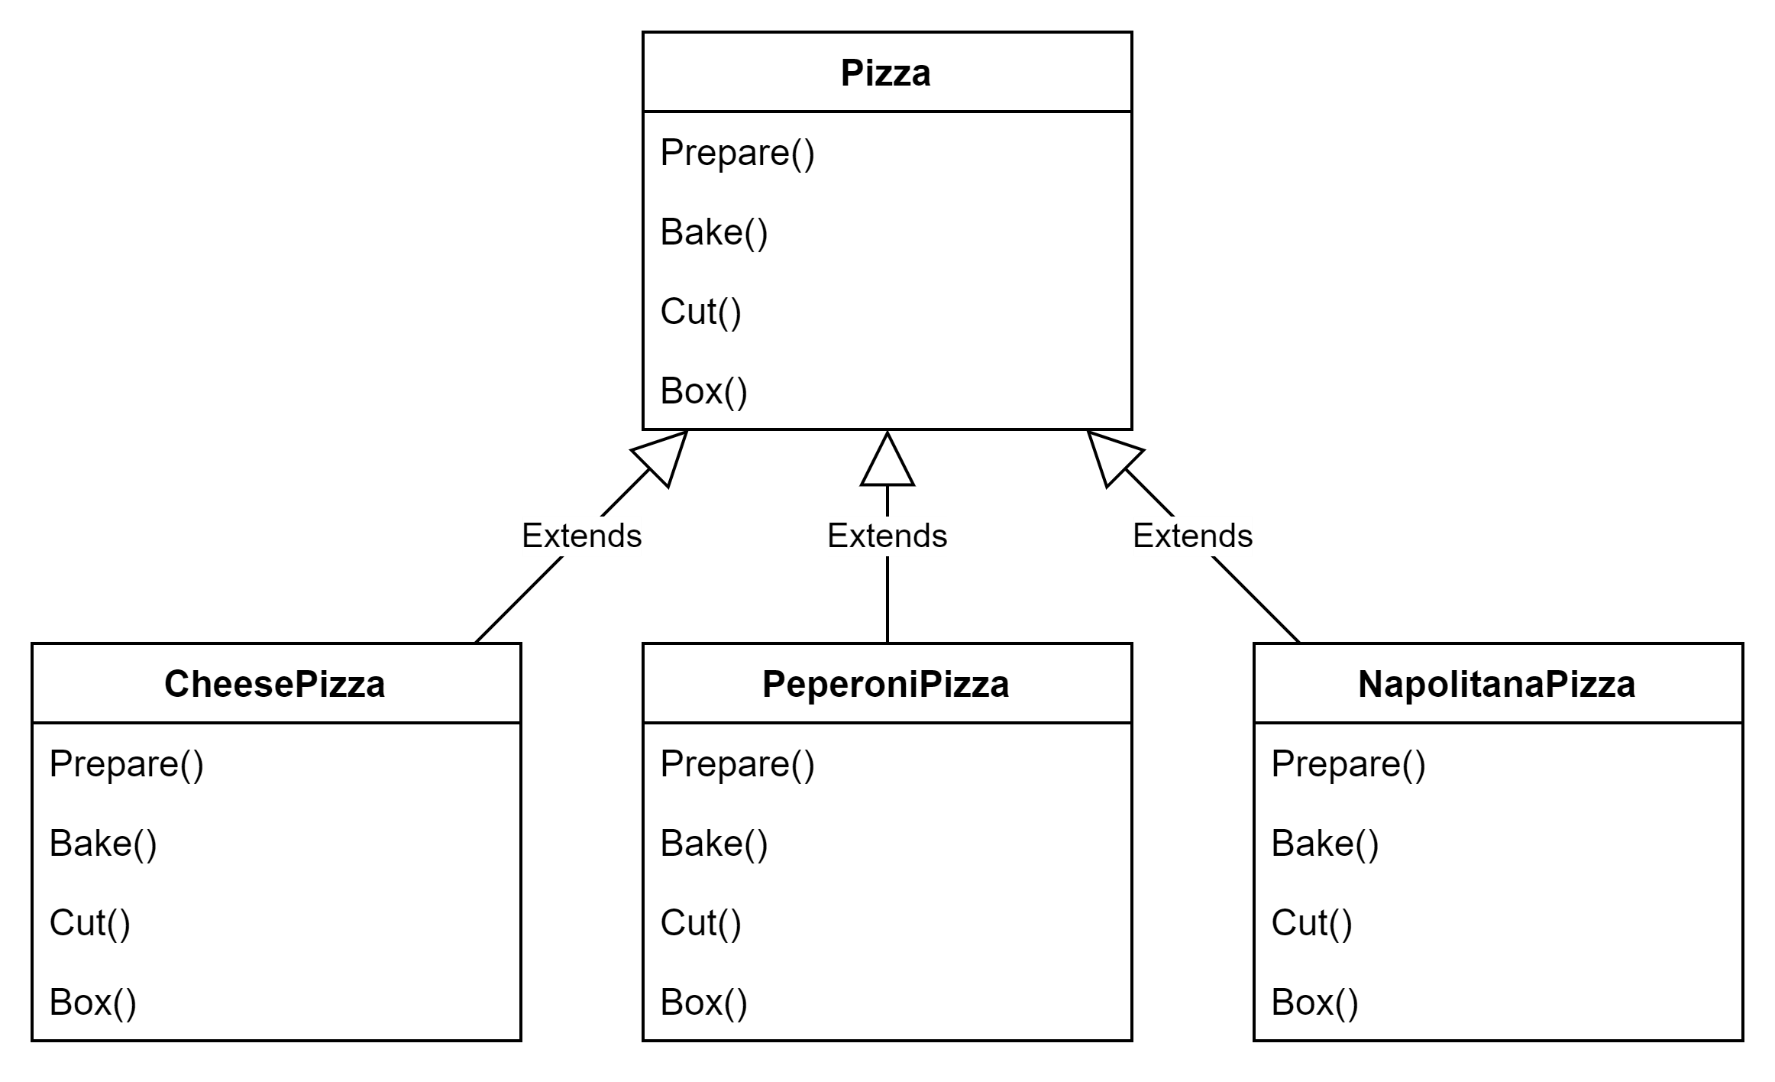 Pizza
Prepare()
Bake()
Cut()
Box()
Extends
Extends
Extends
CheesePizza
Prepare()
Bake()
Cut()
Box()
PeperoniPizza
Prepare()
Bake()
Cut()
Box()
NapolitanaPizza
Prepare()
Bake()
Cut()
Box()